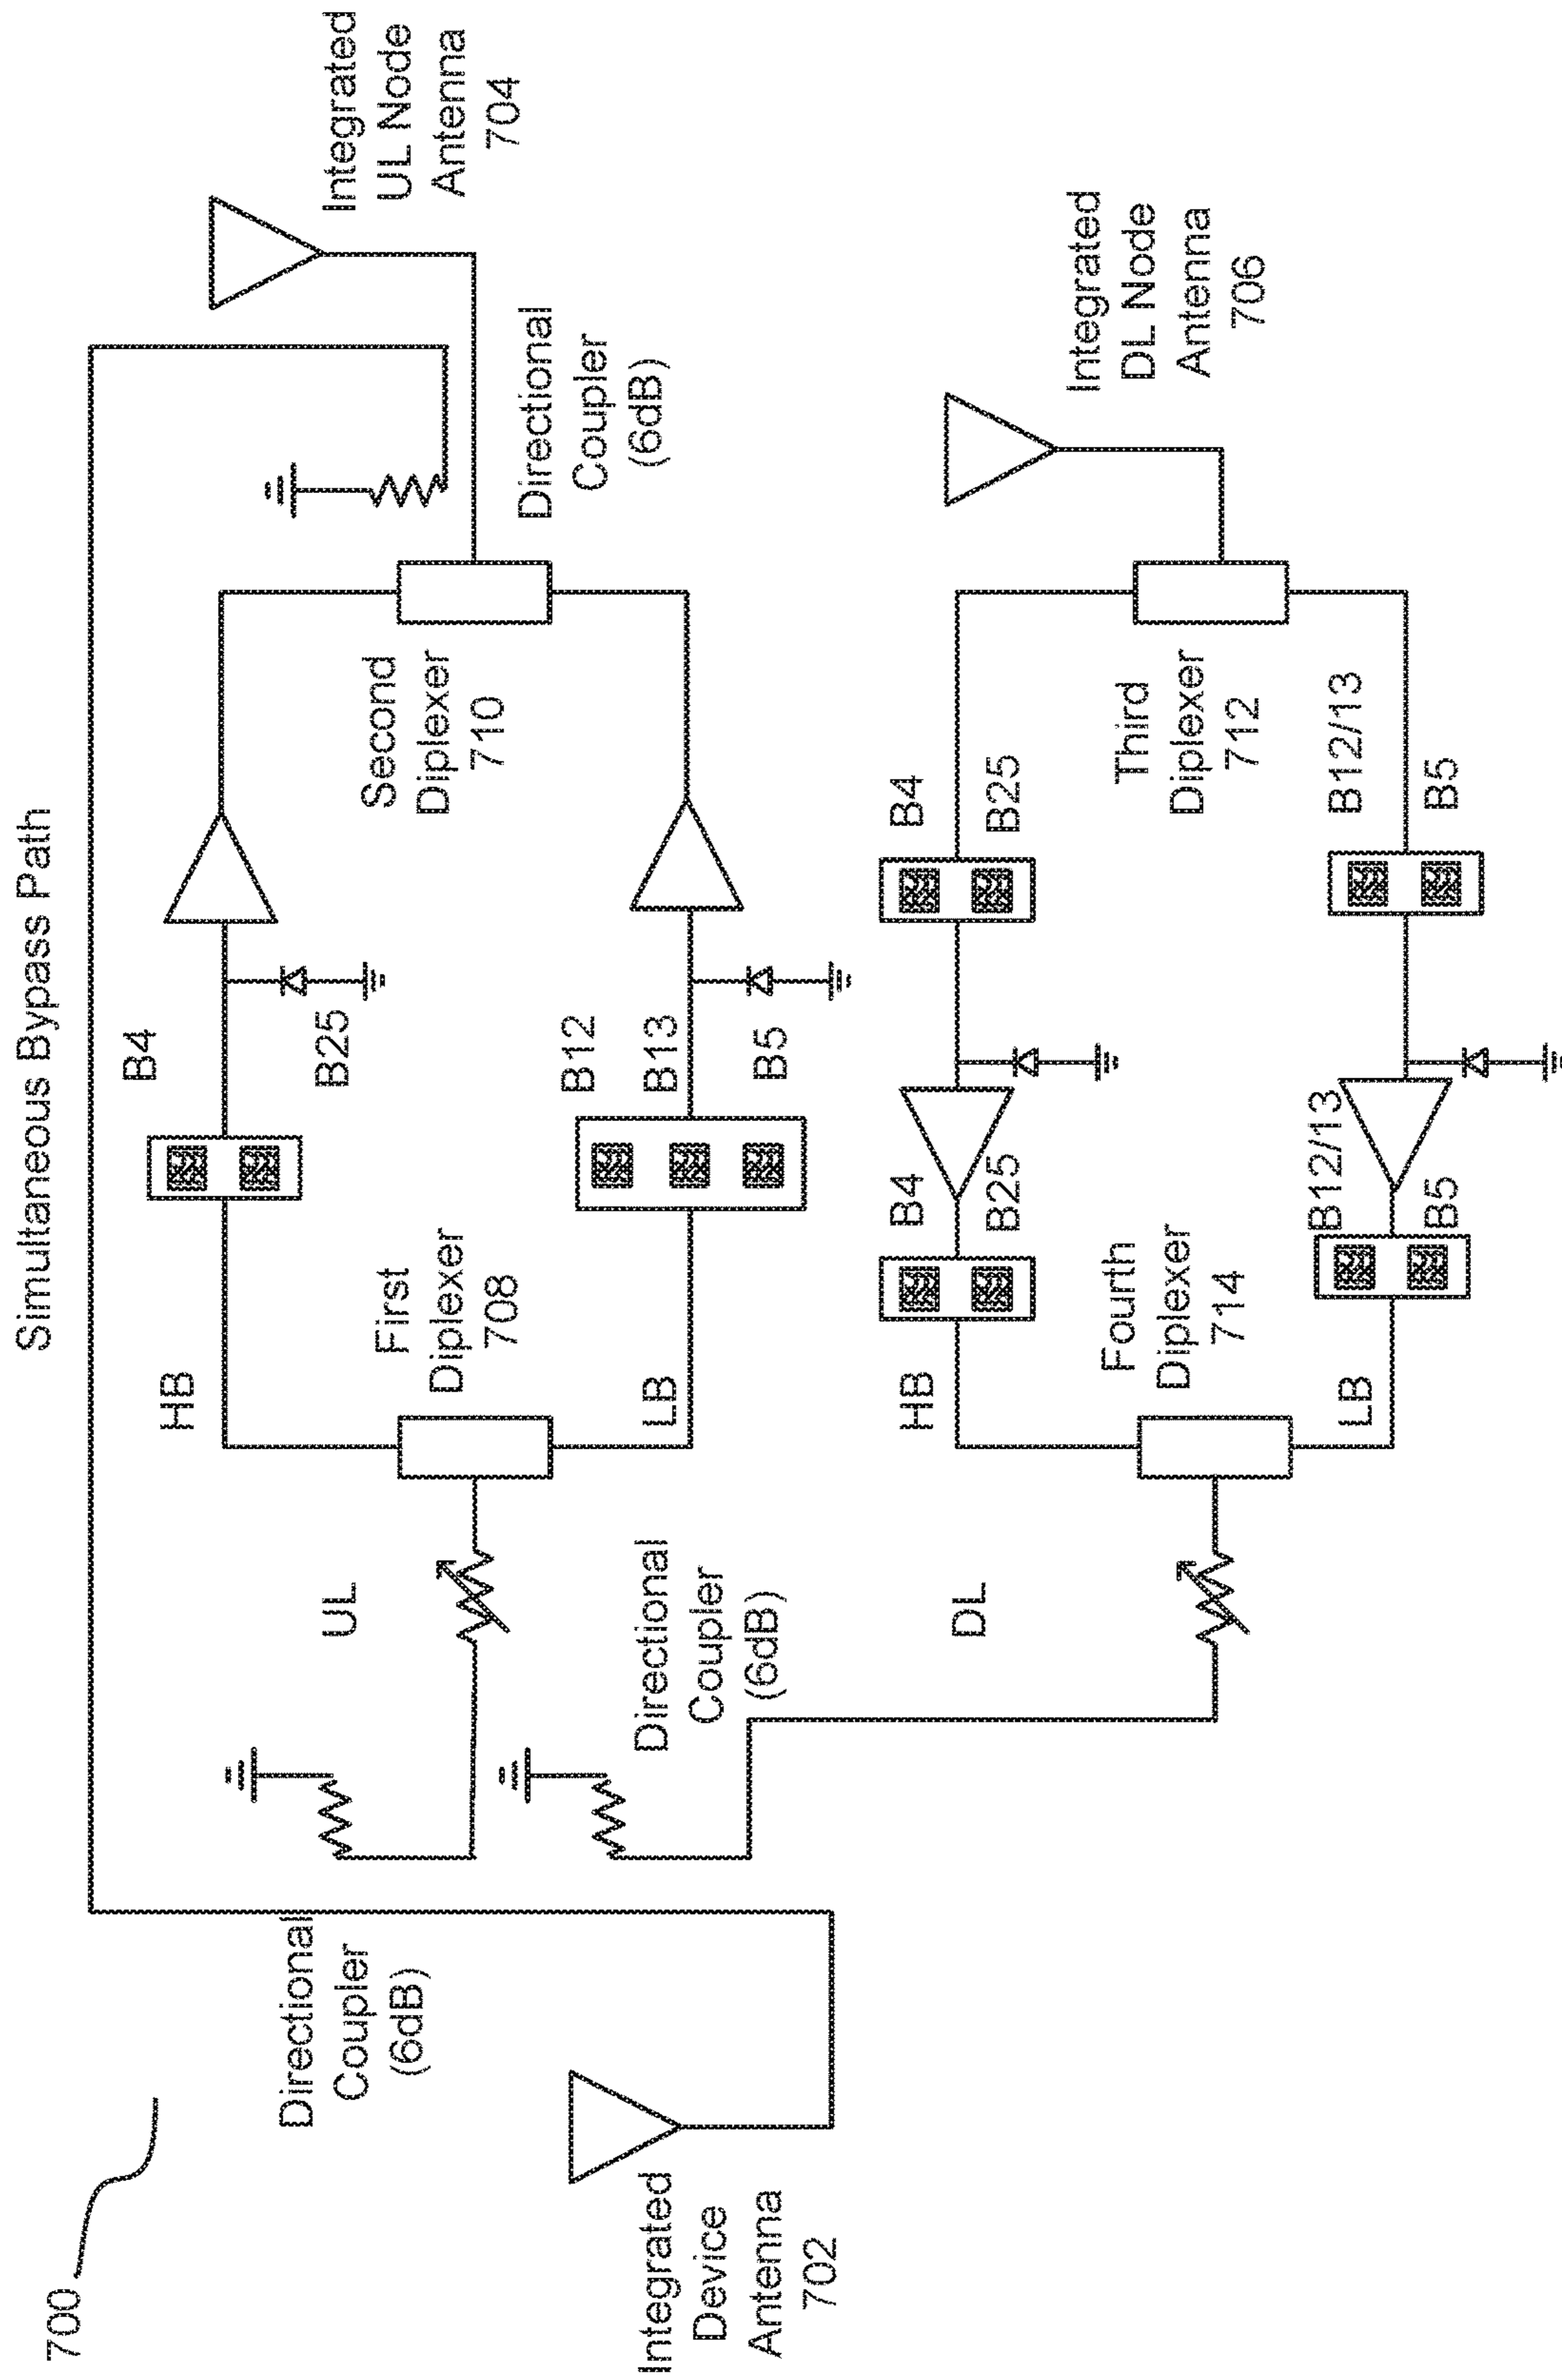 Simultaneous Bypass Path
700
Integrated
Device
Antenna
702
Directional
Coupler
(6dB)
UL
Directional
Coupler
(6dB)
HB
First
Diplexer
708
LB
B4
B25
B12
B13
B5
Second
Diplexer
710
Directional
Coupler
(6dB)
Integrated
UL Node
Antenna
704
DL
HB
Fourth
Diplexer
714
LB
B4
B25
B12/13
B5
B4
B25
Third
Diplexer
712
B12/13
B5
Integrated
DL Node
Antenna
706